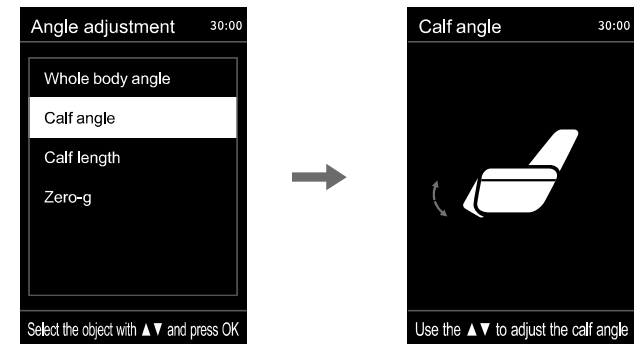 Angle adjustment 30:00
Whole body angle
Calf angle
Calf length
Zero-g
Select the object with ▲▼ and press OK
Calf angle 30:00
Use the ▲▼ to adjust the calf angle